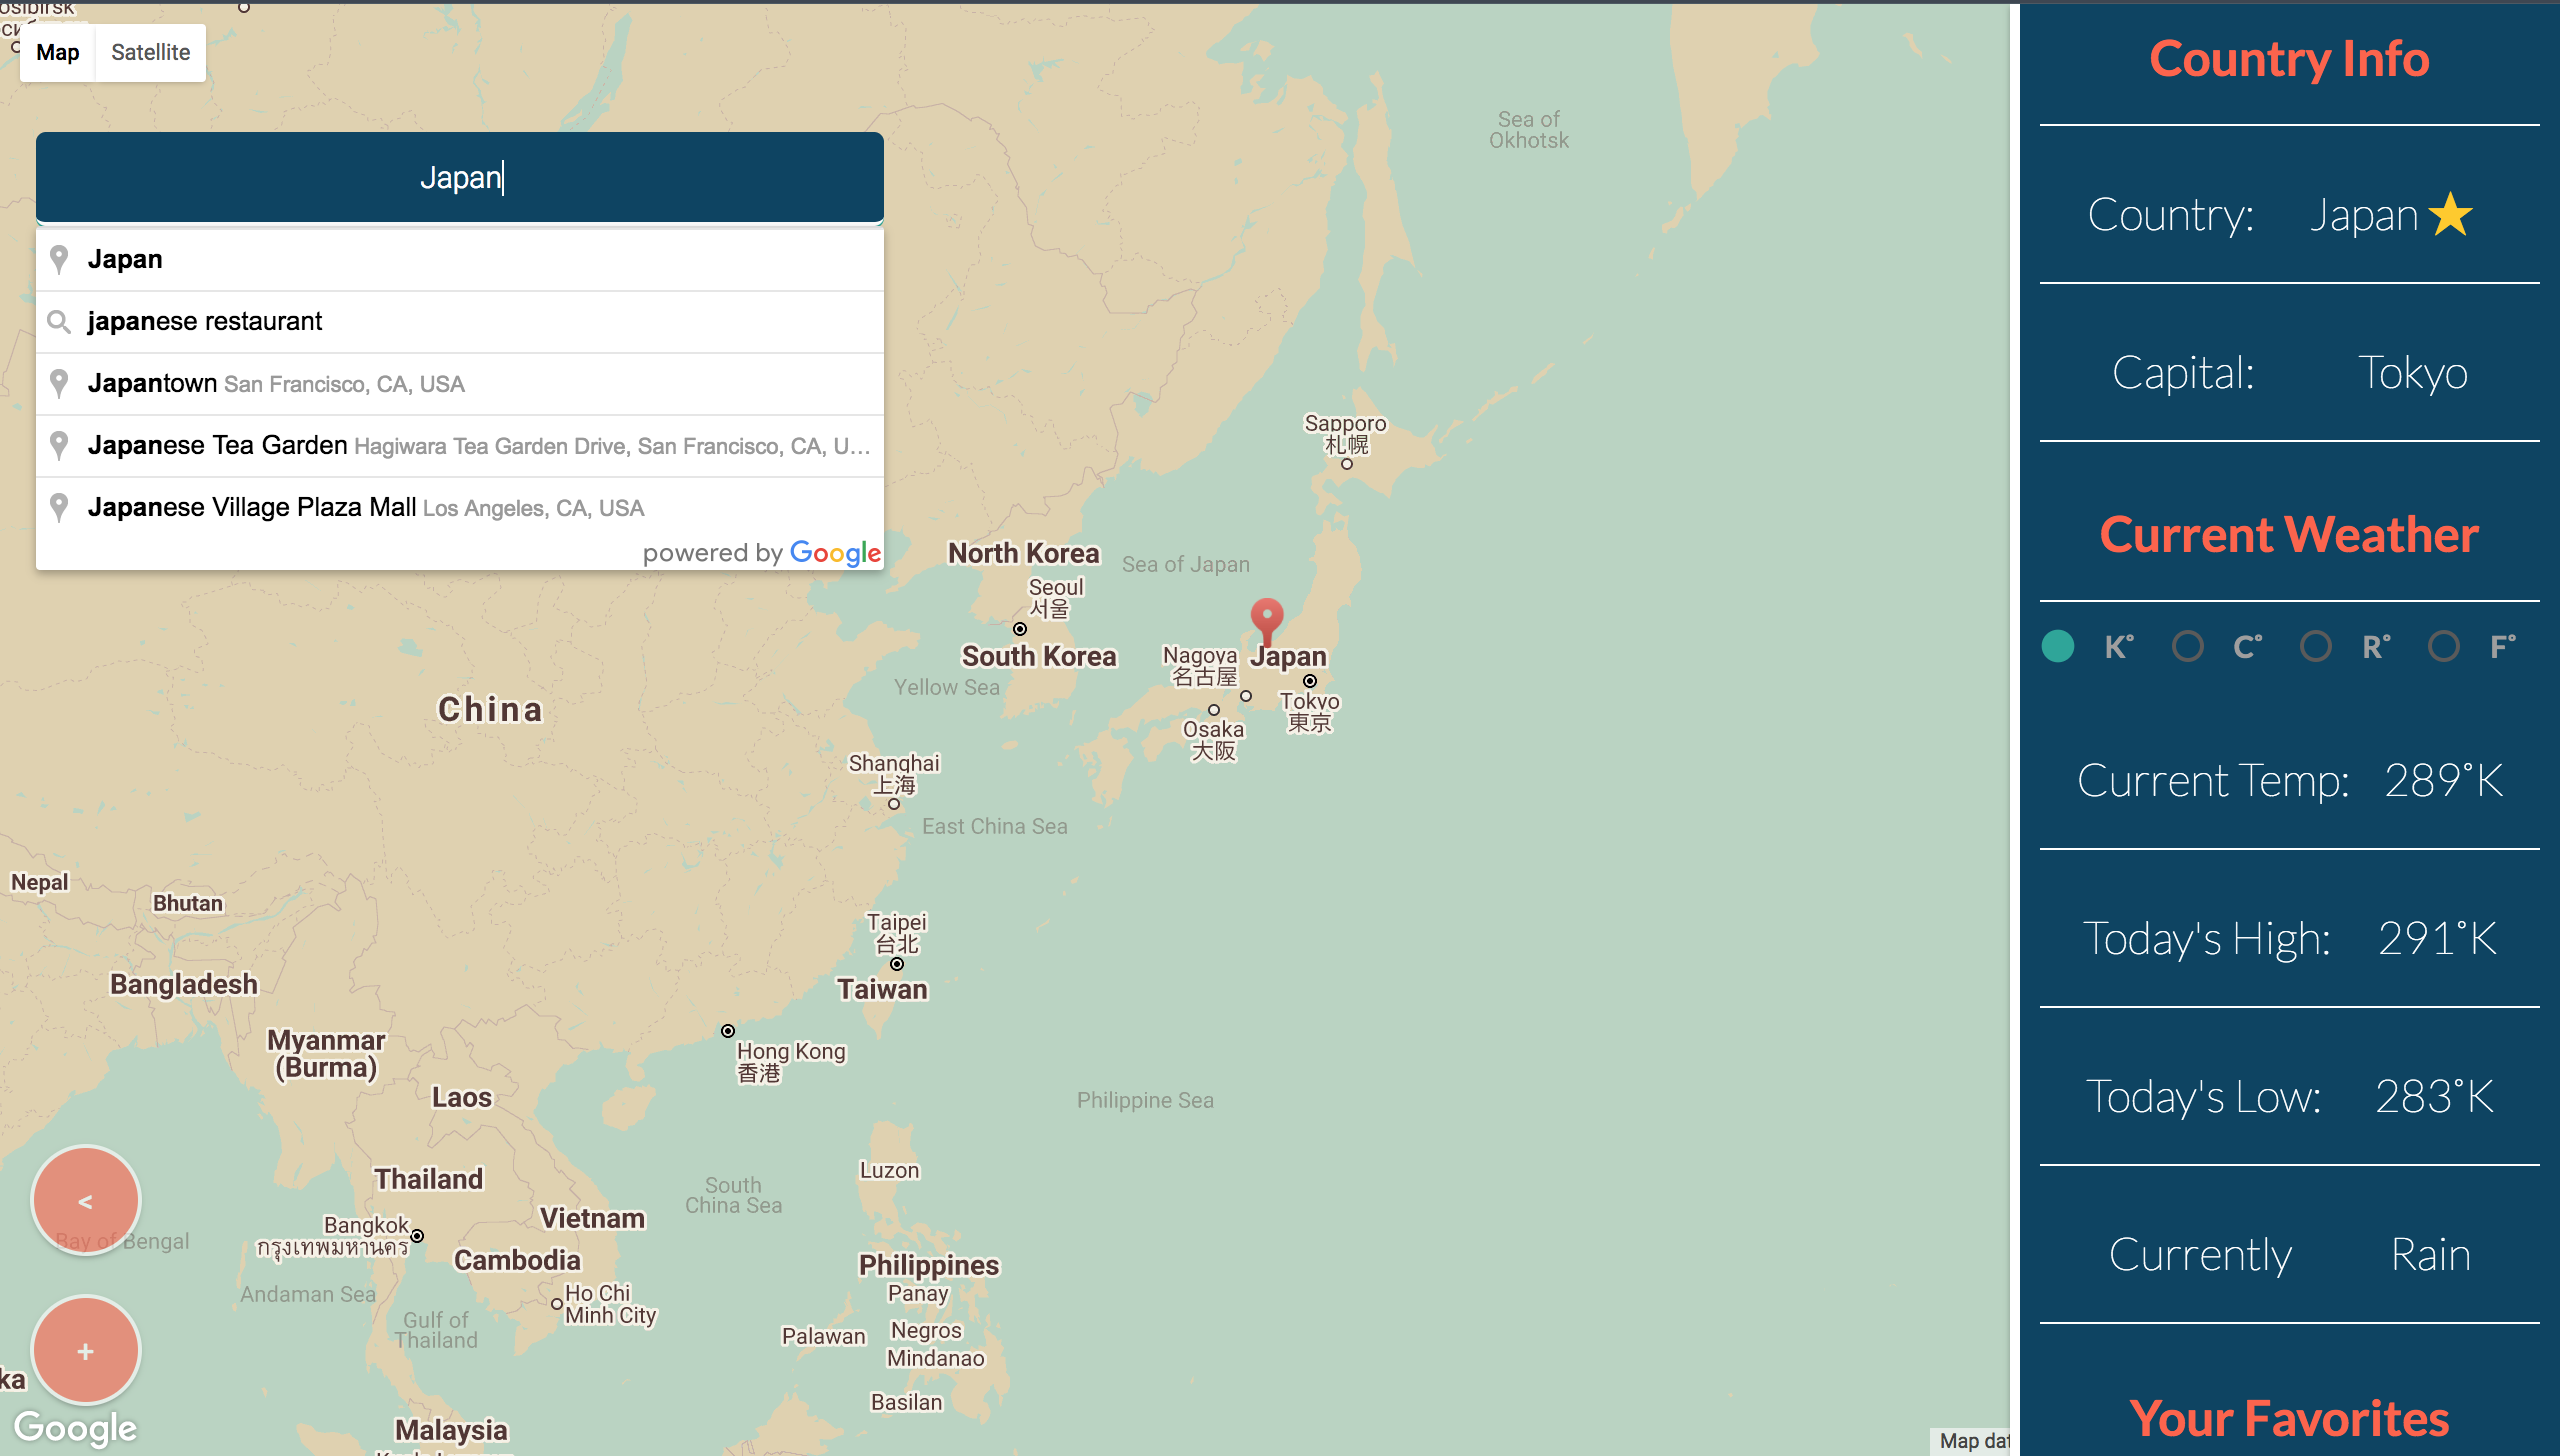 Map Satellite
Japan
Japan
japanese restaurant
Japantown San Francisco, CA, USA
Japanese Tea Garden Hagiwara Tea Garden Drive, San Francisco, CA, U...
Japanese Village Plaza Mall Los Angeles, CA, USA
powered by Google
Sea of
Okhotsk
Sapporo
札幌
North Korea
Sea of Japan
Seoul
서울
South Korea
Nagoya
名古屋
Japan
Tokyo
東京
Osaka
大阪
Yellow Sea
China
Shanghai
上海
East China Sea
Nepal
Bhutan
Taipei
台北
Taiwan
Bangladesh
Myanmar
(Burma)
Hong Kong
香港
Laos
Philippine Sea
Luzon
Thailand
South
China Sea
<
Bay of Bengal
Bangkok
กรุงเทพมหานคร
Vietnam
Cambodia
Philippines
Andaman Sea
Ho Chi
Minh City
Panay
Gulf of
Thailand
Palawan
Negros
+
Mindanao
ka
Basilan
Google
Malaysia
Map dat
Country Info
Country: Japan
Capital: Tokyo
Current Weather
K° C° R° F°
Current Temp: 289°K
Today's High: 291°K
Today's Low: 283°K
Currently Rain
Your Favorites